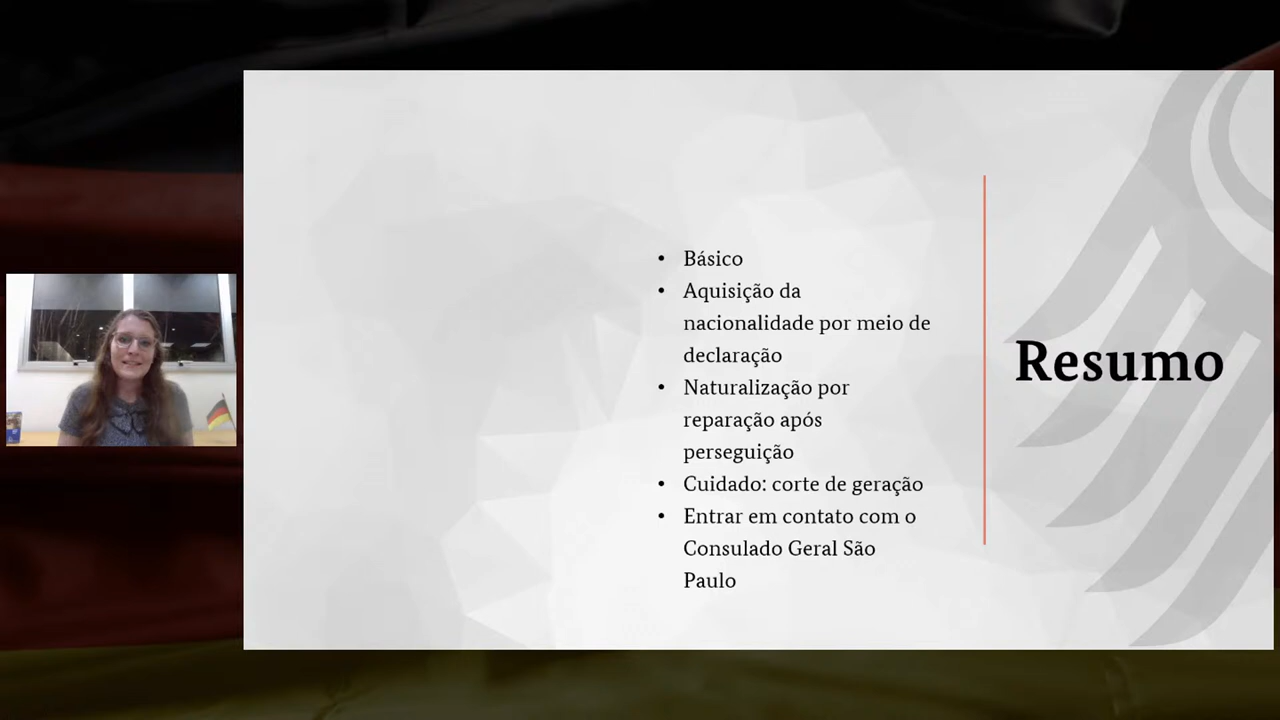 • Básico
• Aquisição da
nacionalidade por meio de
declaração
• Naturalização por
reparação após
perseguição
• Cuidado: corte de geração
• Entrar em contato com o
Consulado Geral São
Paulo
Resumo